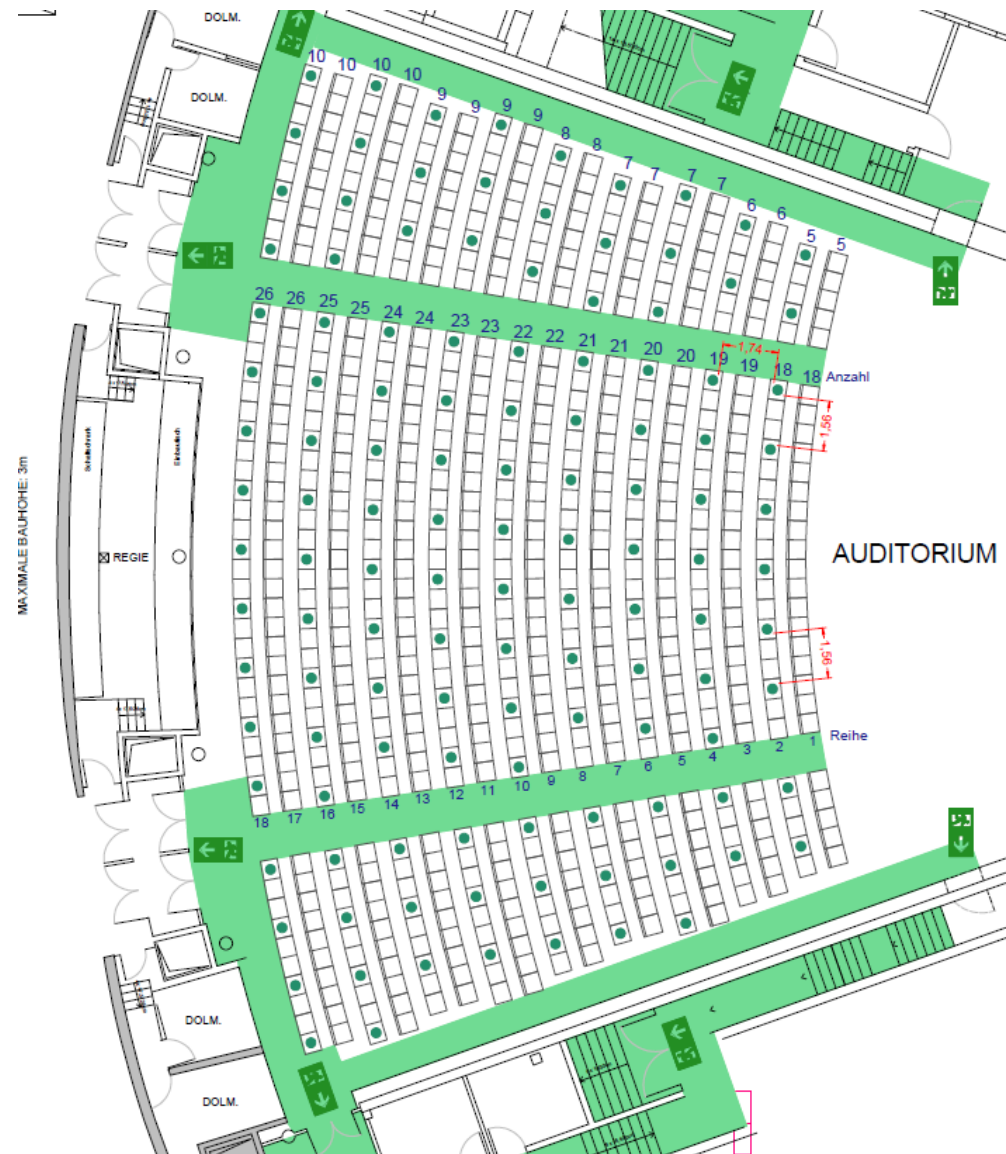 DOLM.
DOLM.
10 10 10 10 9 9 9 9 8 8 7 7 7 7 6 6 5 5
26 26 25 25 24 24 23 23 22 22 21 21 20 20 19 19 18 18 Anzahl
1,74
1,56
MAXIMALE BAUHÖHE: 3m
REGIE
AUDITORIUM
1,56
18 17 16 15 14 13 12 11 10 9 8 7 6 5 4 3 2 1 Reihe
DOLM.
DOLM.